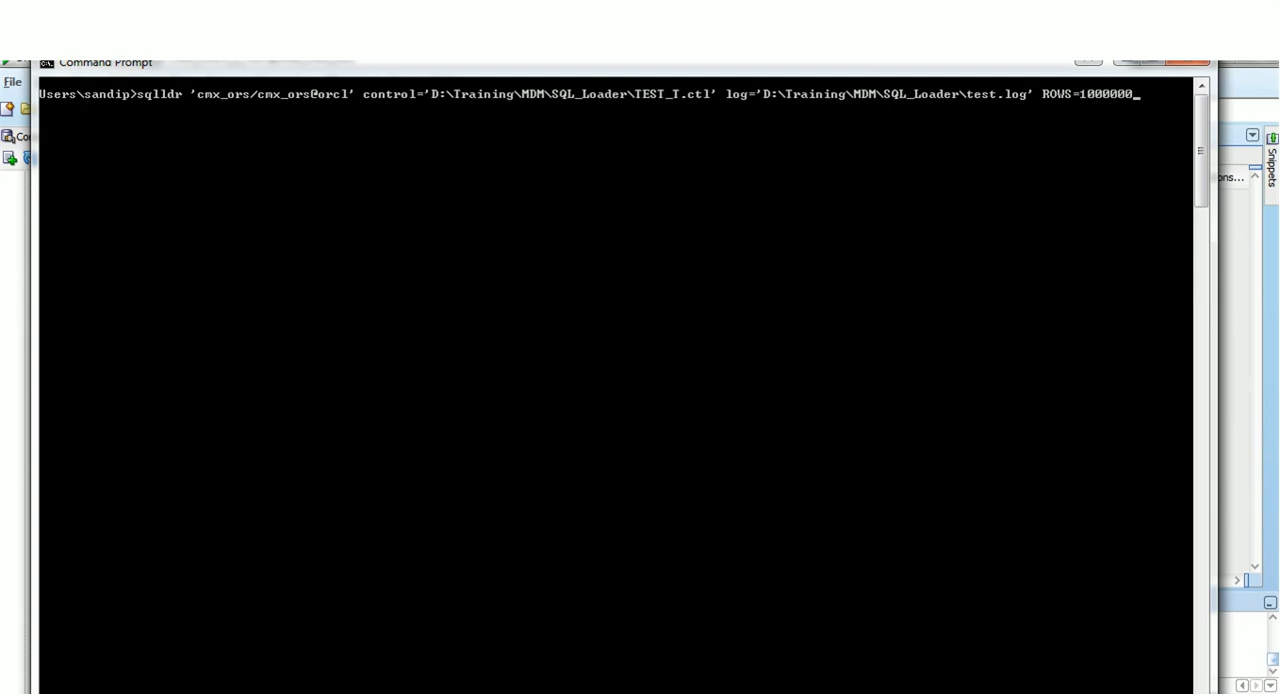 Command Prompt
File
Users\sandip>sqlldr 'cmx_ors/cmx_ors@orcl' control='D:\Training\MDM\SQL_Loader\TEST_T.ctl' log='D:\Training\MDM\SQL_Loader\test.log' ROWS=1000000_
Co
Snippets
ons...